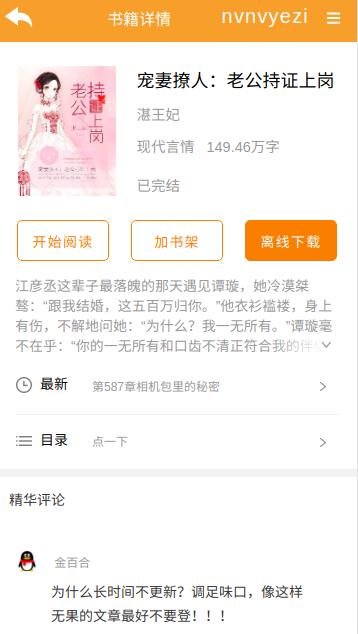 书籍详情
nvnvyezi
老公
持证上岗
宠妻撩人：老公持证上岗
湛王妃
现代言情 149.46万字
已完结
开始阅读
加书架
离线下载
江彦丞这辈子最落魄的那天遇见谭璇，她冷漠桀
骜：“跟我结婚，这五百万归你。”他衣衫褴褛，身上
有伤，不解地问她：“为什么？我一无所有。”谭璇毫
不在乎：“你的一无所有和口齿不清正符合我的伴侣
最新 第587章相机包里的秘密
目录 点一下
精华评论
金百合
为什么长时间不更新？调足味口，像这样
无果的文章最好不要登！！！